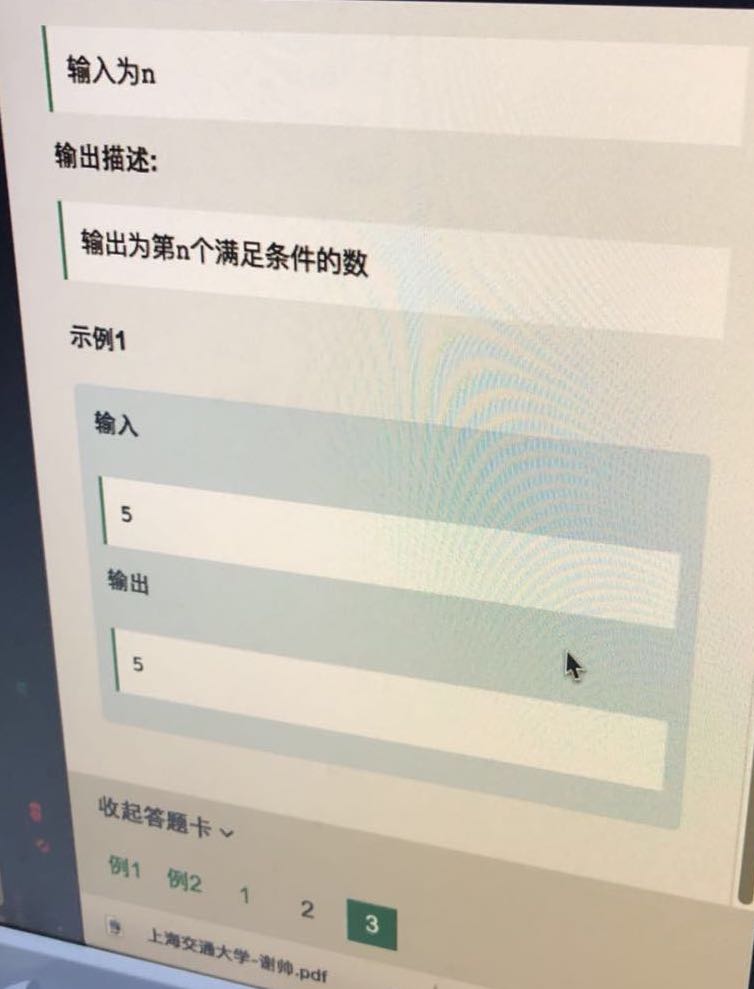 输入为n
输出描述:
输出为第n个满足条件的数
示例1
输入
5
输出
5
收起答题卡
例1 例2 1 2 3
上海交通大学-谢帅.pdf